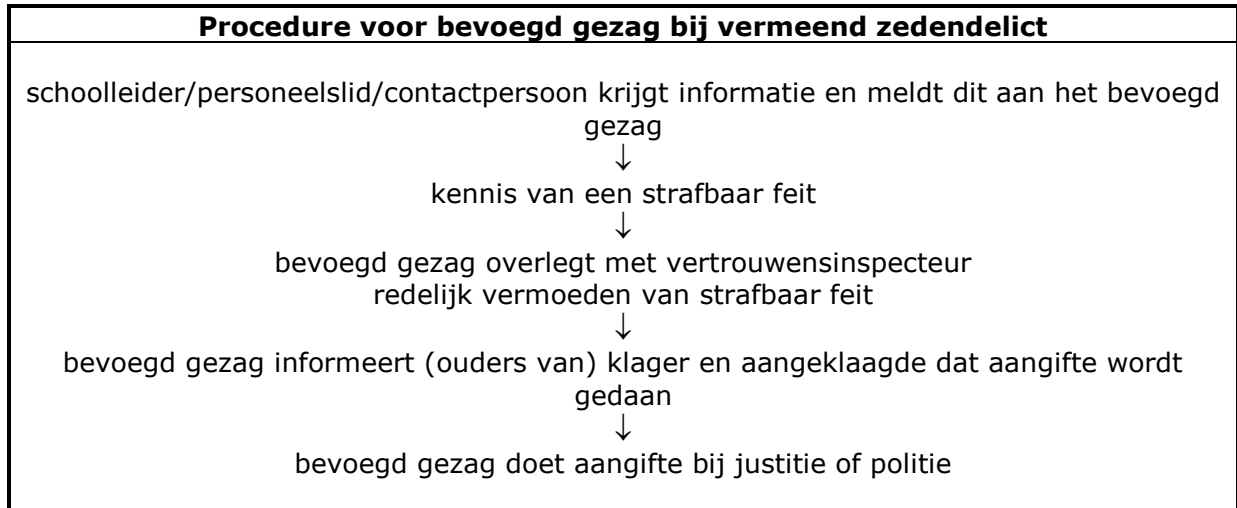 Procedure voor bevoegd gezag bij vermeend zedendelict
schoolleider/personeelslid/contactpersoon krijgt informatie en meldt dit aan het bevoegd
gezag
↓
kennis van een strafbaar feit
↓
bevoegd gezag overlegt met vertrouwensinspecteur
redelijk vermoeden van strafbaar feit
↓
bevoegd gezag informeert (ouders van) klager en aangeklaagde dat aangifte wordt
gedaan
↓
bevoegd gezag doet aangifte bij justitie of politie